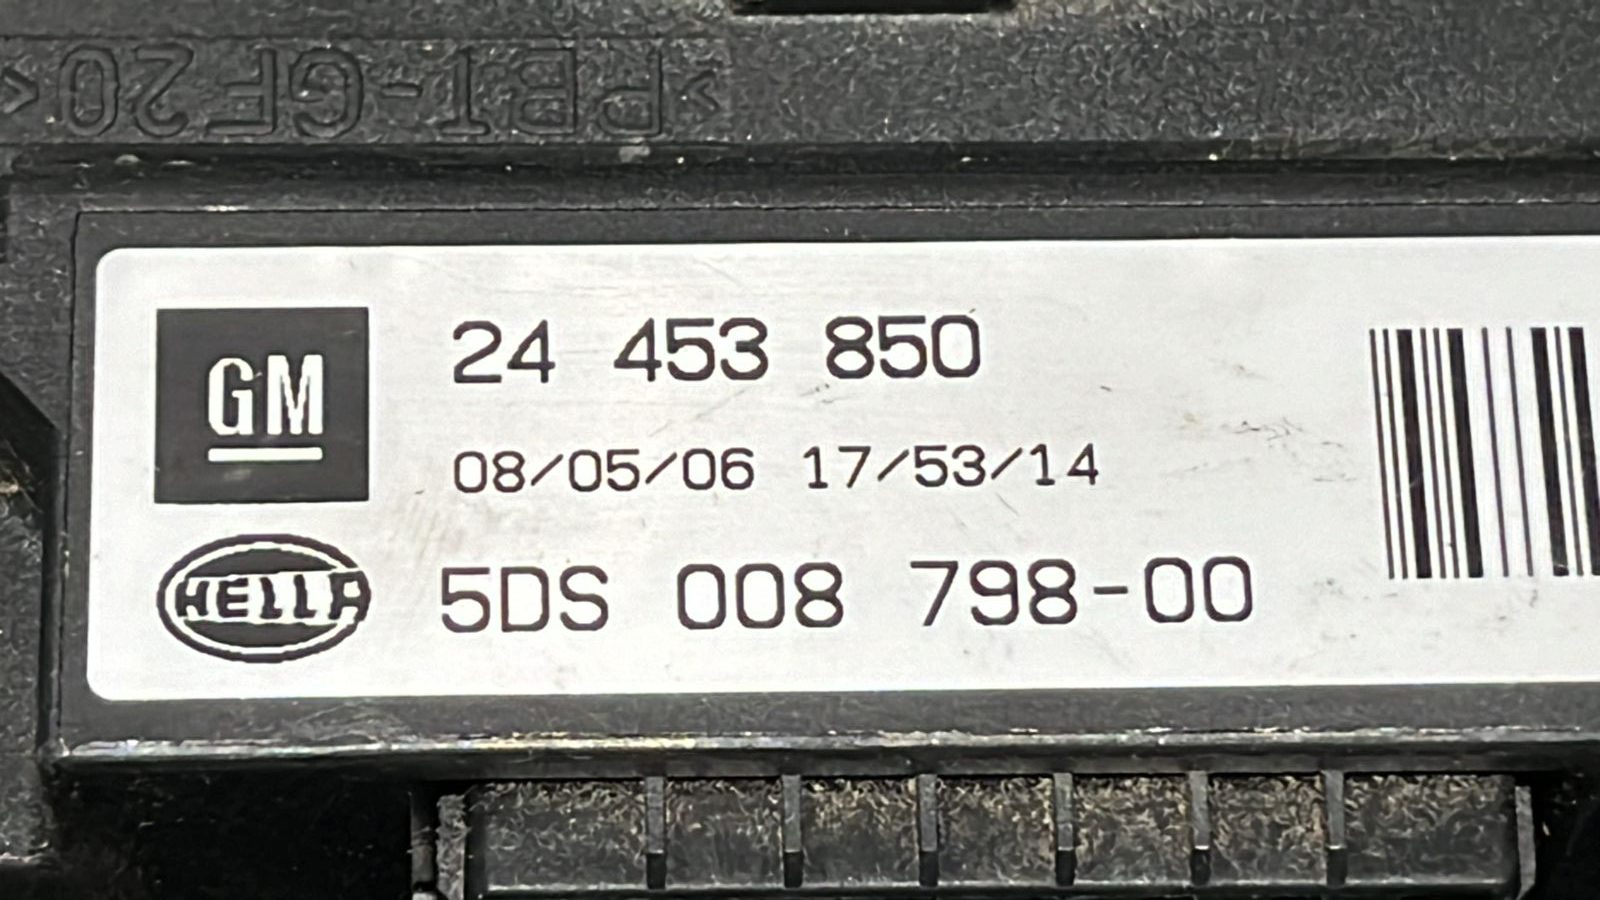 >PBT-GF20<
GM
24 453 850
08/05/06 17/53/14
HELLA
5DS 008 798-00